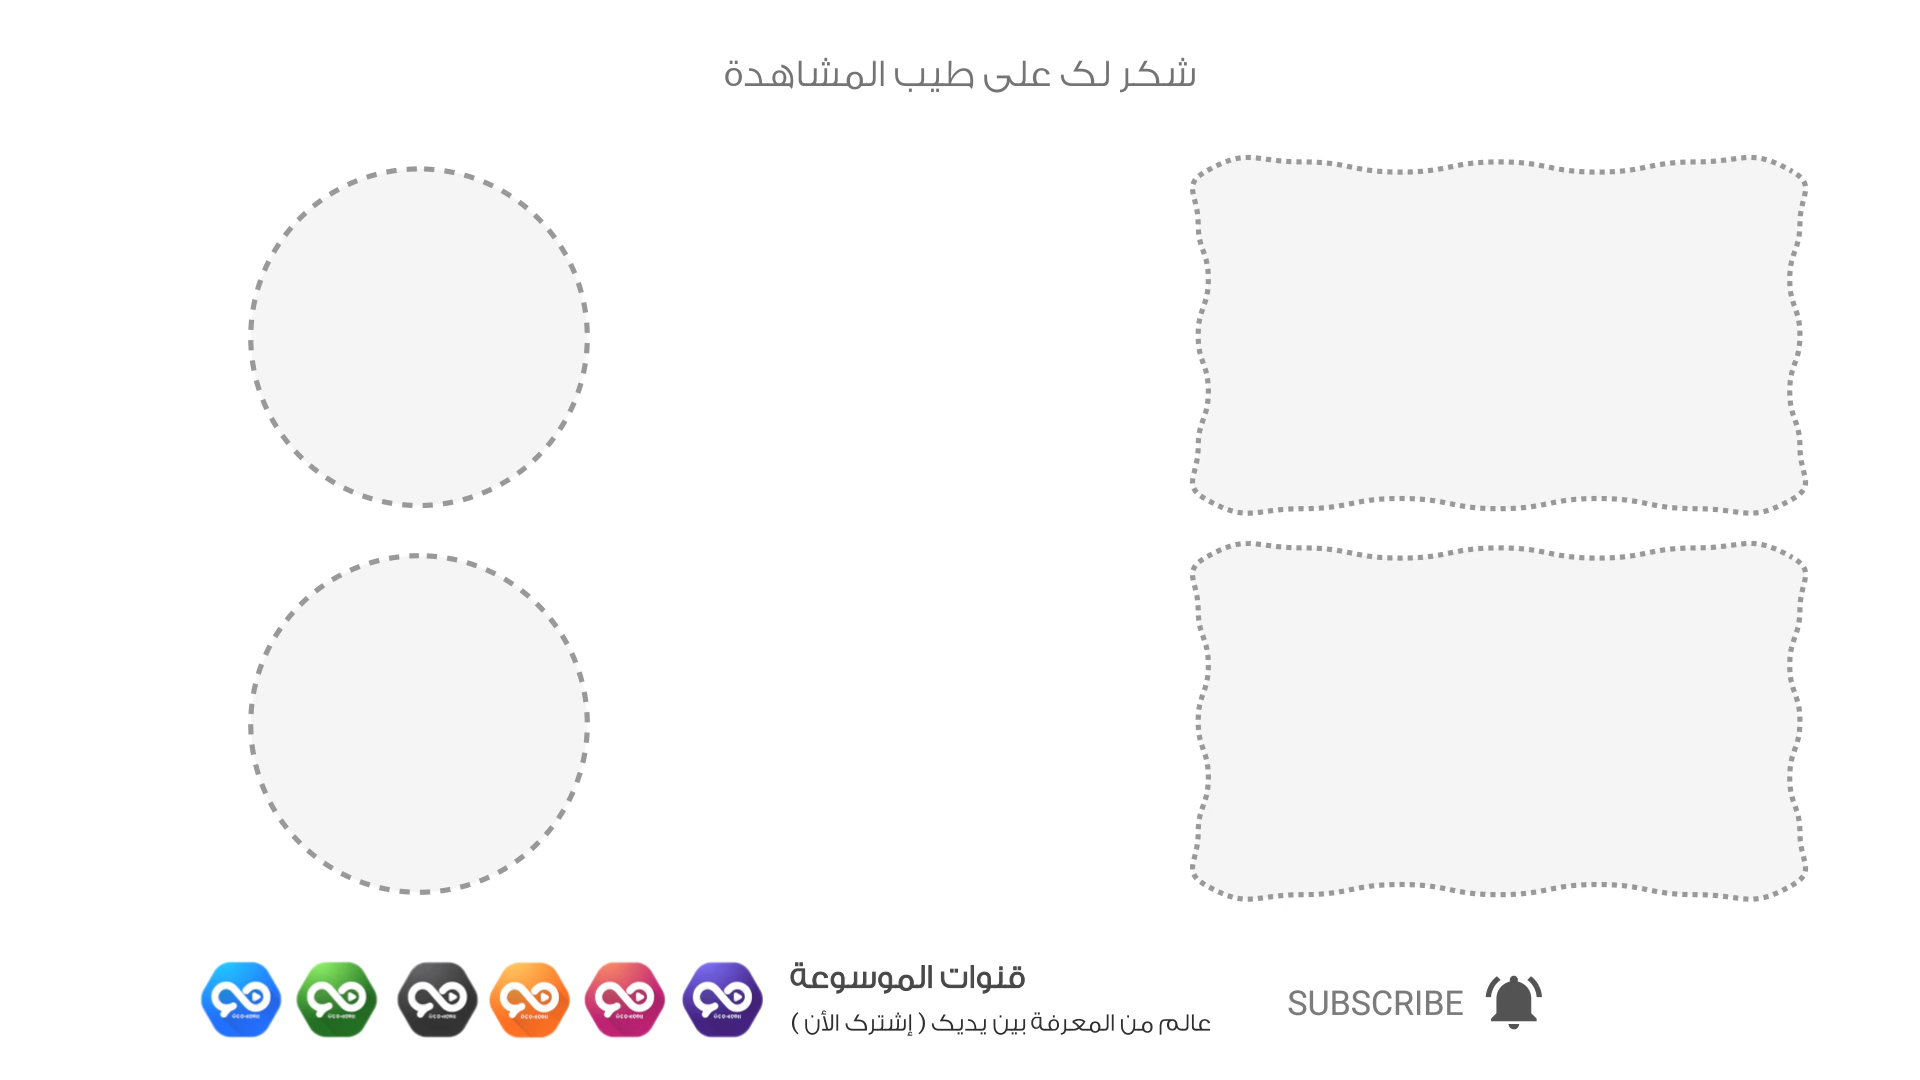 شكر لك على طيب المشاهدة
قنوات الموسوعة
عالم من المعرفة بين يديك ( إشترك الأن )
SUBSCRIBE